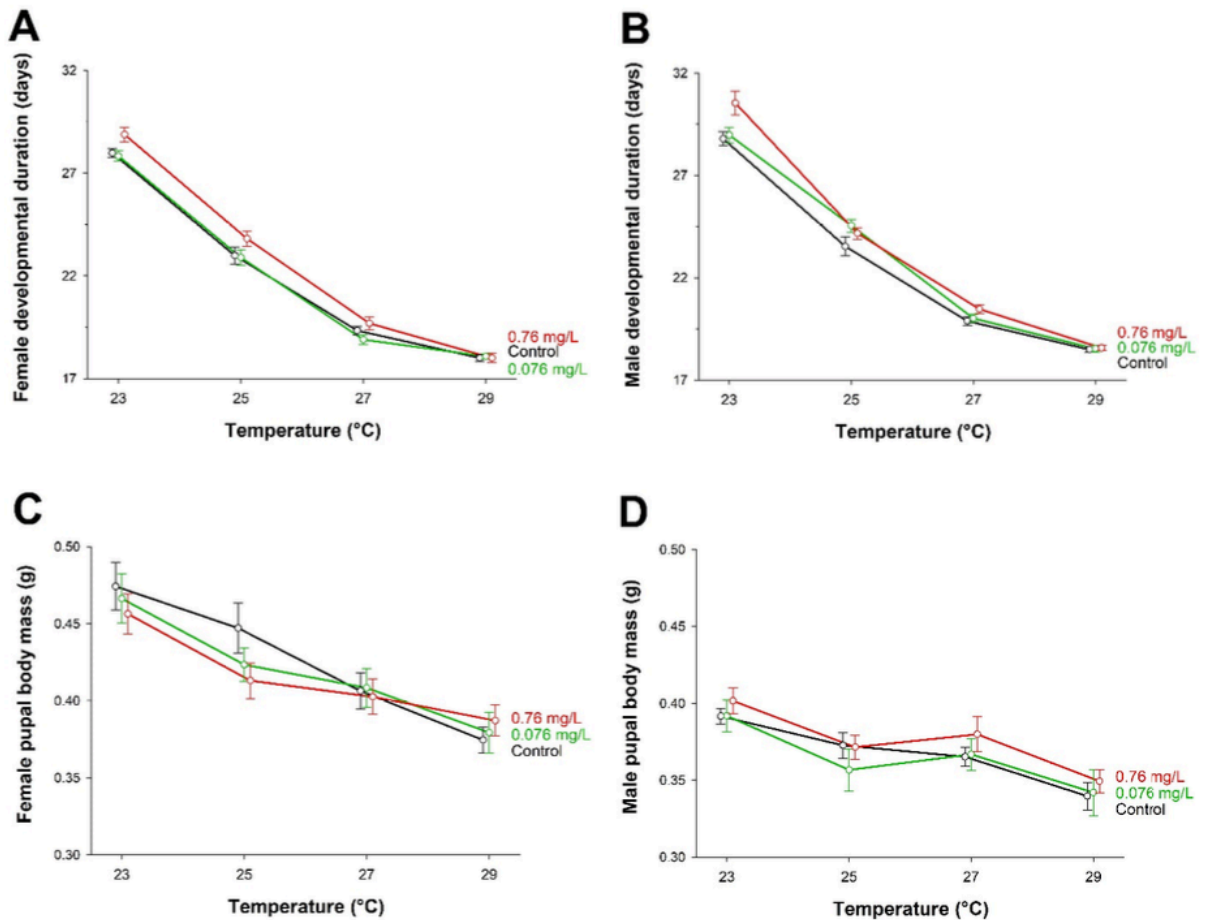 A
Female developmental duration (days)
32
27
22
17
23
25
27
29
0.76 mg/L
Control
0.076 mg/L
Temperature (°C)
B
Male developmental duration (days)
32
27
22
17
23
25
27
29
0.76 mg/L
0.076 mg/L
Control
Temperature (°C)
C
Female pupal body mass (g)
0.50
0.45
0.40
0.35
0.30
23
25
27
29
0.76 mg/L
0.076 mg/L
Control
Temperature (°C)
D
Male pupal body mass (g)
0.50
0.45
0.40
0.35
0.30
23
25
27
29
0.76 mg/L
0.076 mg/L
Control
Temperature (°C)